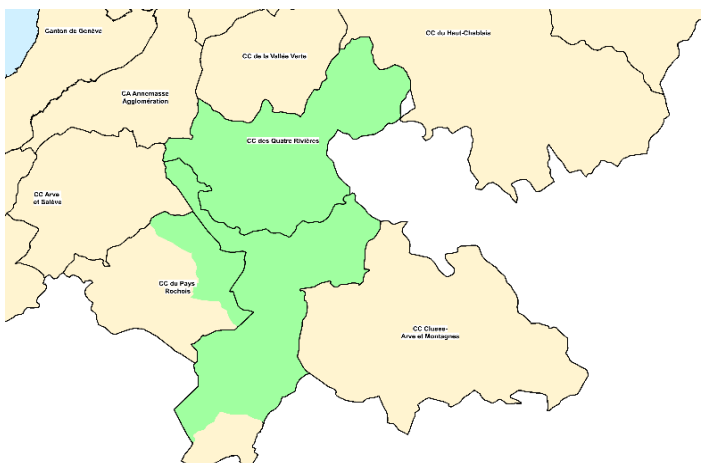 Canton de Genève
CC du Haut-Chablais
CC de la Vallée Verte
CA Annemasse
Agglomération
CC des Quatre Rivières
CC Arve
et Salève
CC du Pays
Rochois
CC Cluses-
Arve et Montagnes